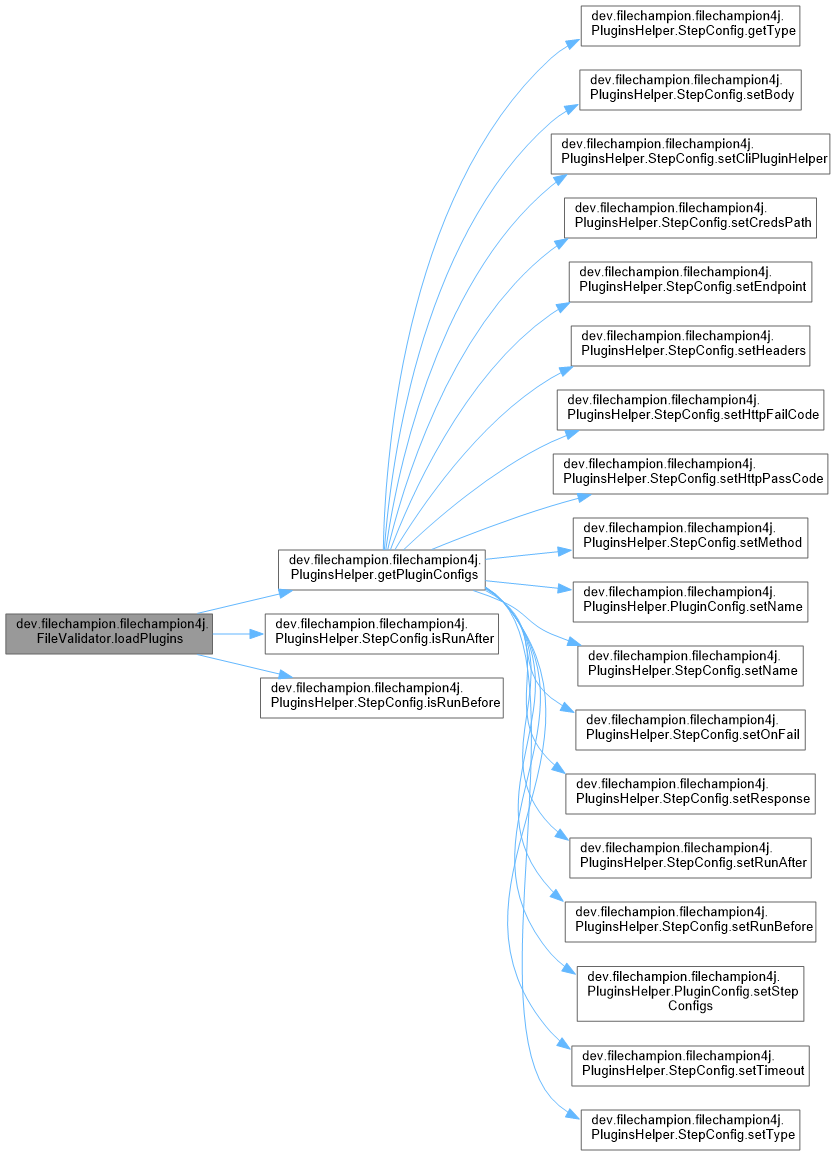 dev.filechampion.filechampion4j.
PluginsHelper.StepConfig.getType
dev.filechampion.filechampion4j.
PluginsHelper.StepConfig.setBody
dev.filechampion.filechampion4j.
PluginsHelper.StepConfig.setCliPluginHelper
dev.filechampion.filechampion4j.
PluginsHelper.StepConfig.setCredsPath
dev.filechampion.filechampion4j.
PluginsHelper.StepConfig.setEndpoint
dev.filechampion.filechampion4j.
PluginsHelper.StepConfig.setHeaders
dev.filechampion.filechampion4j.
PluginsHelper.StepConfig.setHttpFailCode
dev.filechampion.filechampion4j.
PluginsHelper.StepConfig.setHttpPassCode
dev.filechampion.filechampion4j.
PluginsHelper.StepConfig.setMethod
dev.filechampion.filechampion4j.
PluginsHelper.getPluginConfigs
dev.filechampion.filechampion4j.
PluginsHelper.PluginConfig.setName
dev.filechampion.filechampion4j.
FileValidator.loadPlugins
dev.filechampion.filechampion4j.
PluginsHelper.StepConfig.isRunAfter
dev.filechampion.filechampion4j.
PluginsHelper.StepConfig.setName
dev.filechampion.filechampion4j.
PluginsHelper.StepConfig.isRunBefore
dev.filechampion.filechampion4j.
PluginsHelper.StepConfig.setOnFail
dev.filechampion.filechampion4j.
PluginsHelper.StepConfig.setResponse
dev.filechampion.filechampion4j.
PluginsHelper.StepConfig.setRunAfter
dev.filechampion.filechampion4j.
PluginsHelper.StepConfig.setRunBefore
dev.filechampion.filechampion4j.
PluginsHelper.PluginConfig.setStep
Configs
dev.filechampion.filechampion4j.
PluginsHelper.StepConfig.setTimeout
dev.filechampion.filechampion4j.
PluginsHelper.StepConfig.setType